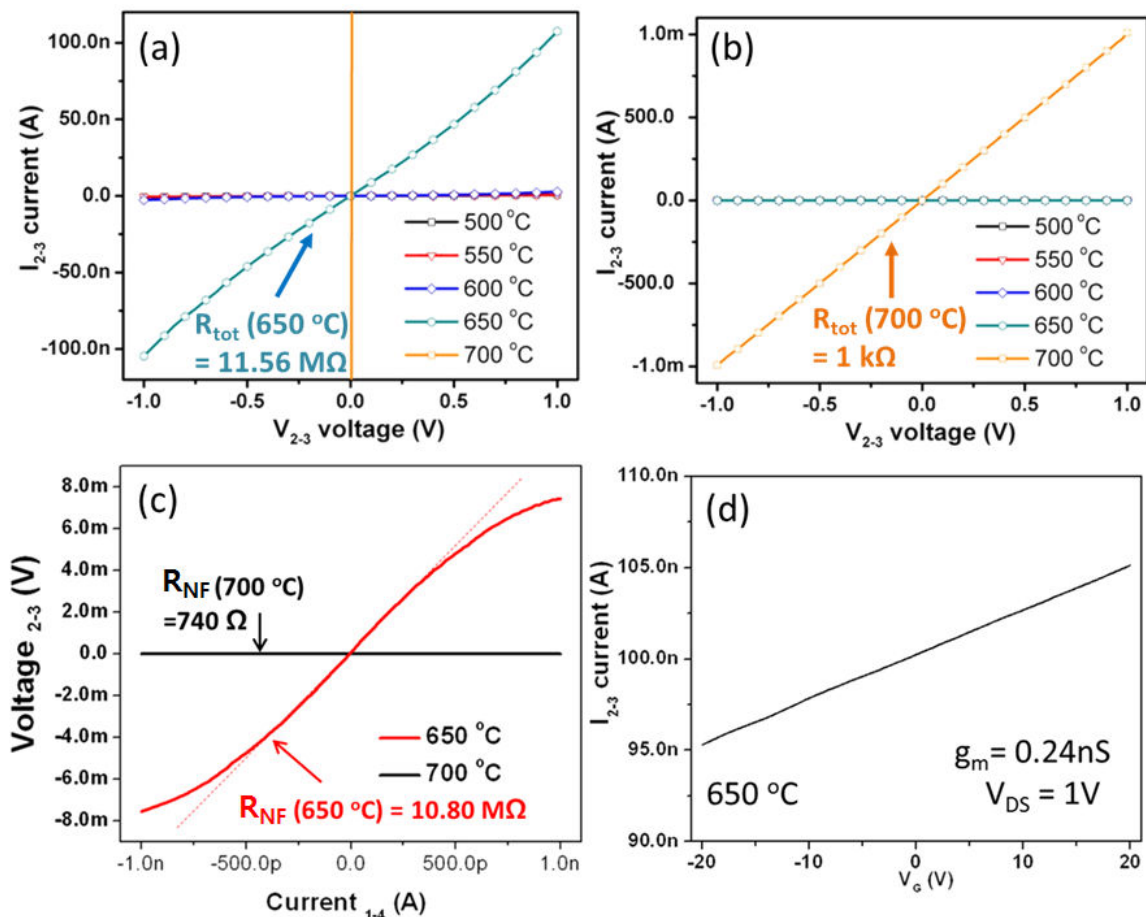 (a)
100.0n
50.0n
0.0
-50.0n
-100.0n
I2-3 current (A)
500 °C
550 °C
600 °C
650 °C
700 °C
Rtot (650 °C)
= 11.56 MΩ
-1.0 -0.5 0.0 0.5 1.0
V2-3 voltage (V)
(b)
1.0m
500.0
0.0
-500.0
-1.0m
I2-3 current (A)
500 °C
550 °C
600 °C
650 °C
700 °C
Rtot (700 °C)
= 1 kΩ
-1.0 -0.5 0.0 0.5 1.0
V2-3 voltage (V)
(c)
8.0m
6.0m
4.0m
2.0m
0.0
-2.0m
-4.0m
-6.0m
-8.0m
Voltage 2-3 (V)
RNF (700 °C)
=740 Ω
650 °C
700 °C
RNF (650 °C) = 10.80 MΩ
-1.0n -500.0p 0.0 500.0p 1.0n
Current 1-4 (A)
(d)
110.0n
105.0n
100.0n
95.0n
90.0n
I2-3 current (A)
gm= 0.24nS
VDS = 1V
650 °C
-20 -10 0 10 20
VG (V)